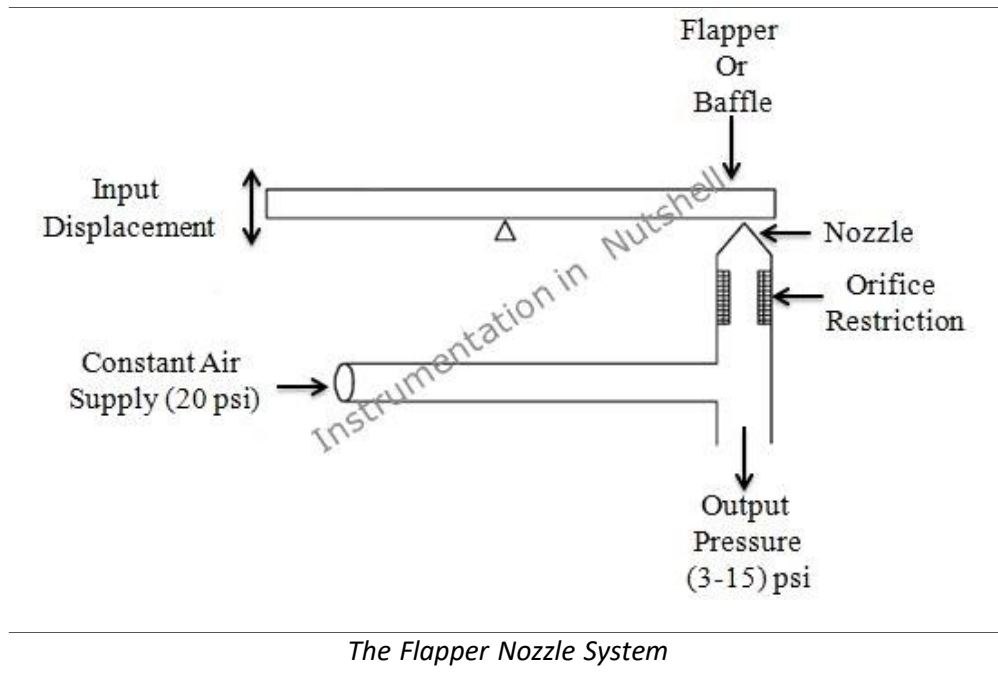 Flapper
Or
Baffle
Input
Displacement
Nozzle
Orifice
Restriction
Constant Air
Supply (20 psi)
Instrumentation in Nutshell
Output
Pressure
(3-15) psi
The Flapper Nozzle System